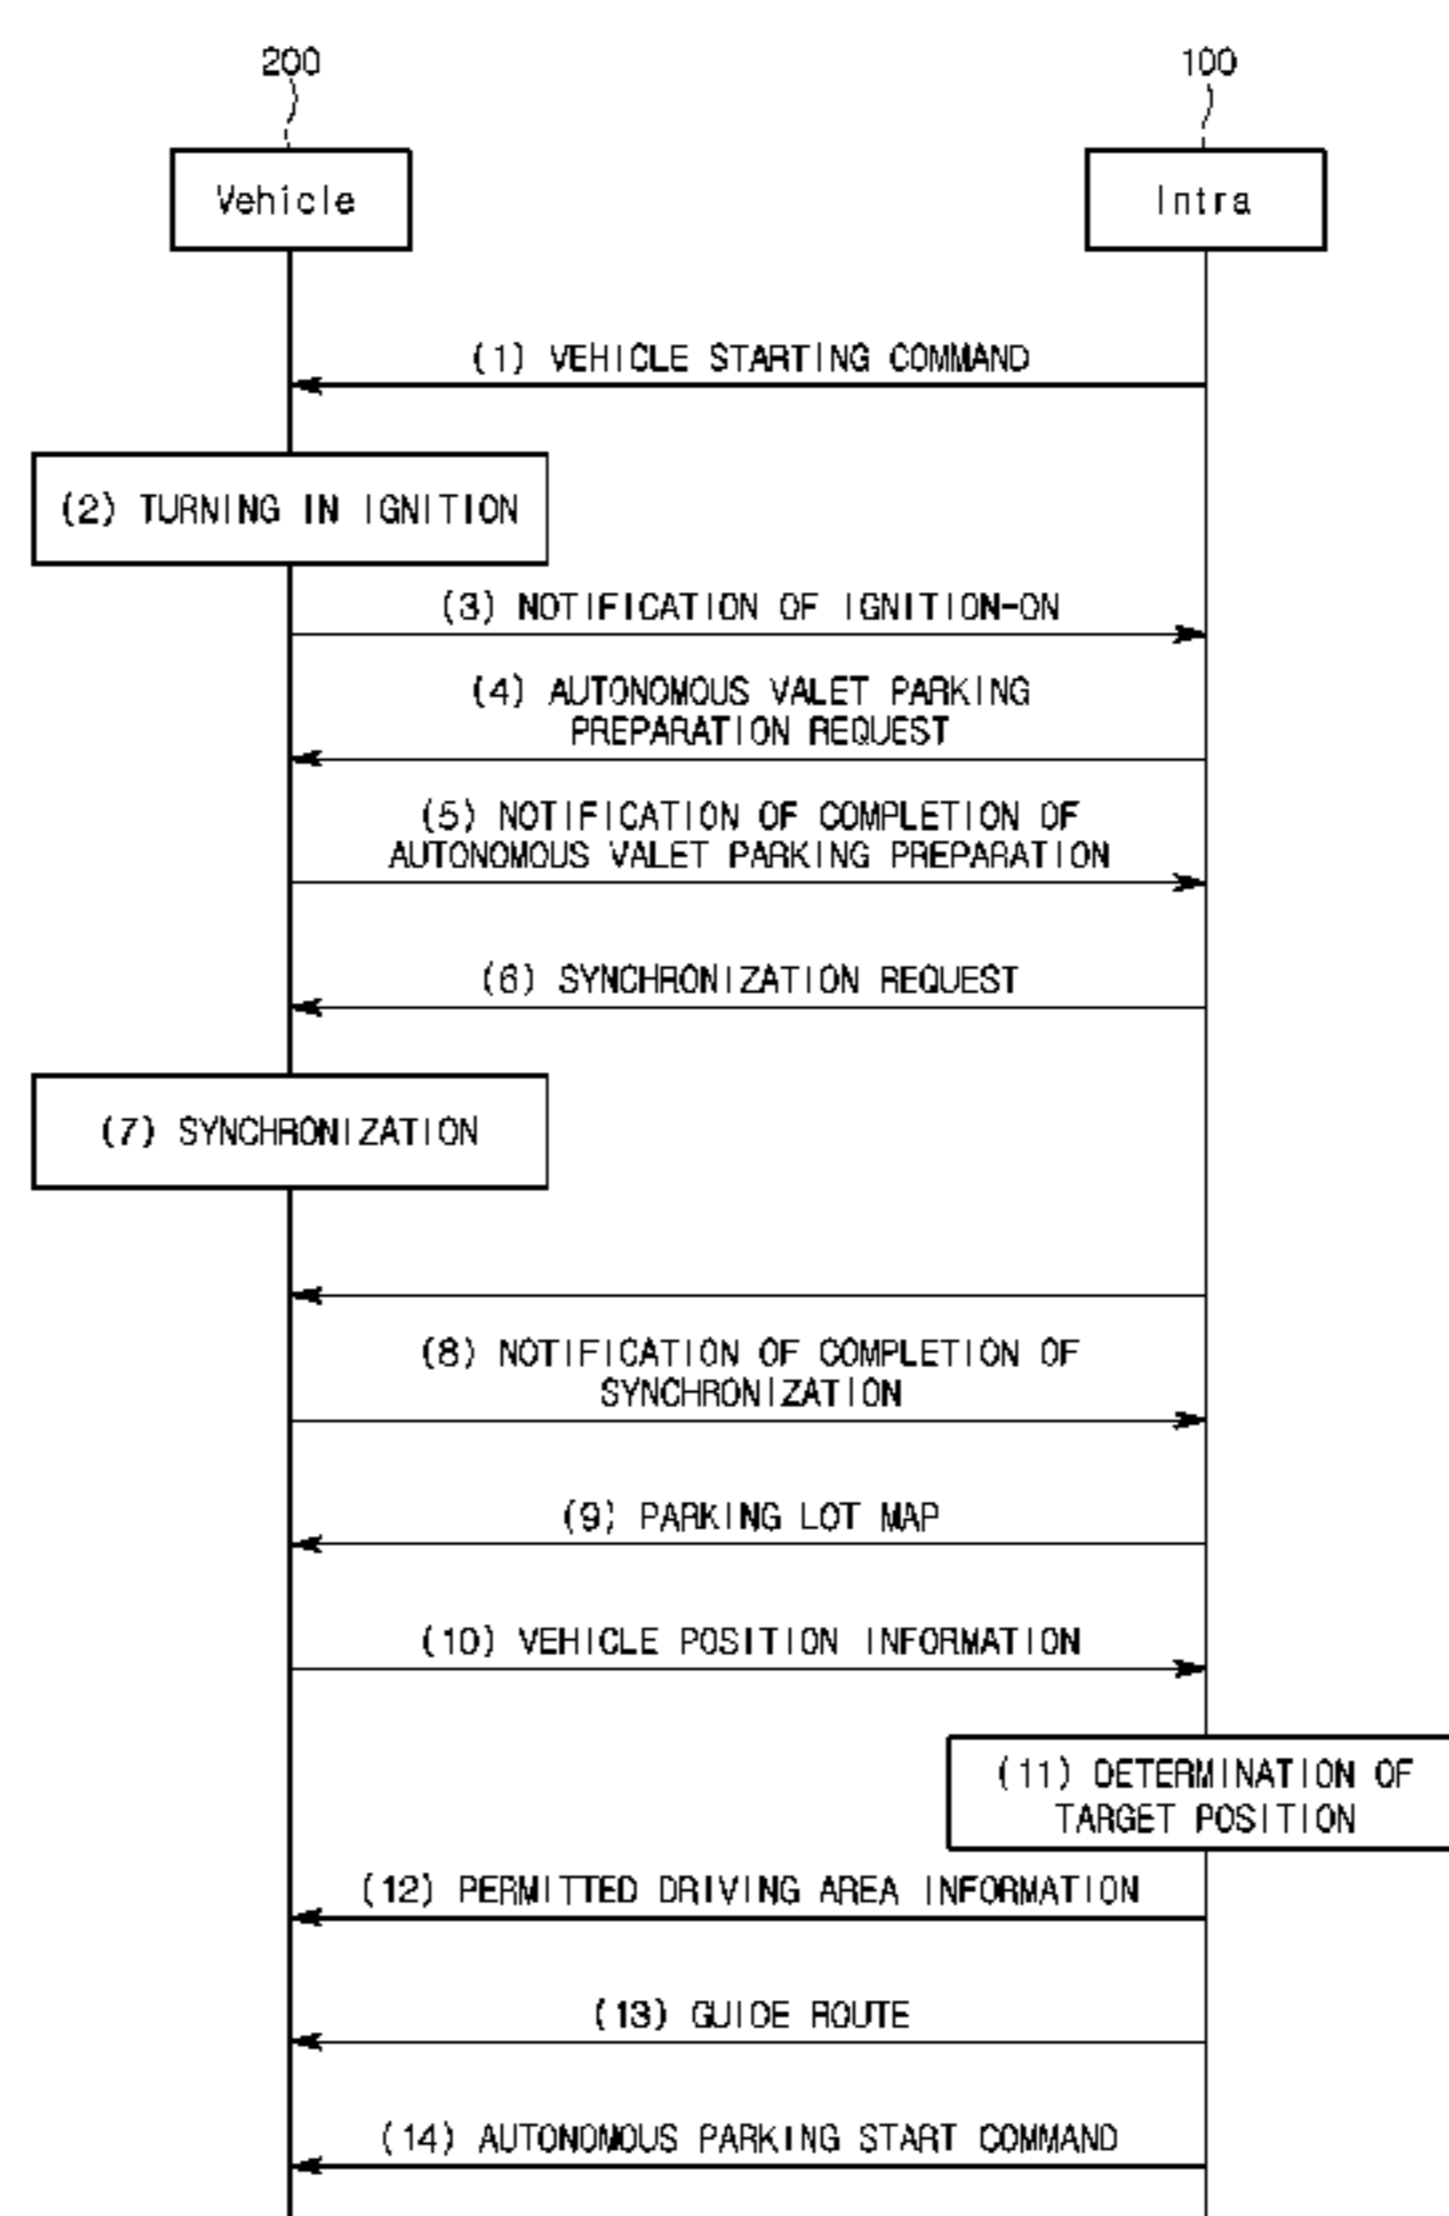 200
100
Vehicle
Intra
(1) VEHICLE STARTING COMMAND
(2) TURNING IN IGNITION
(3) NOTIFICATION OF IGNITION-ON
(4) AUTONOMOUS VALET PARKING
PREPARATION REQUEST
(5) NOTIFICATION OF COMPLETION OF
AUTONOMOUS VALET PARKING PREPARATION
(6) SYNCHRONIZATION REQUEST
(7) SYNCHRONIZATION
(8) NOTIFICATION OF COMPLETION OF
SYNCHRONIZATION
(9) PARKING LOT MAP
(10) VEHICLE POSITION INFORMATION
(11) DETERMINATION OF
TARGET POSITION
(12) PERMITTED DRIVING AREA INFORMATION
(13) GUIDE ROUTE
(14) AUTONOMOUS PARKING START COMMAND